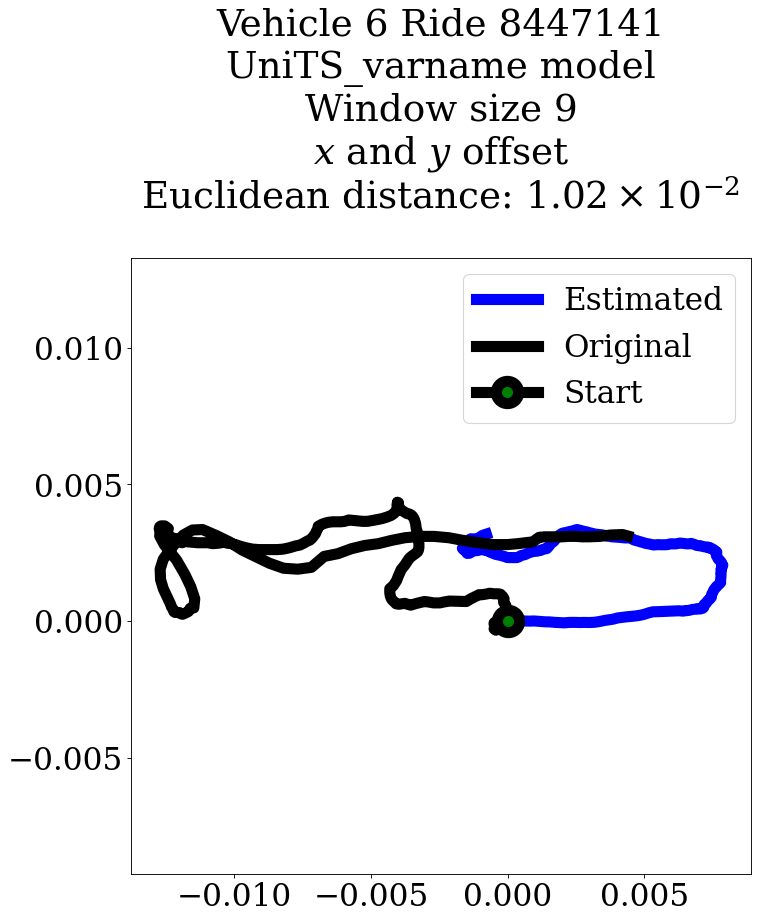 Vehicle 6 Ride 8447141
UniTS_varname model
Window size 9
x and y offset
Euclidean distance: 1.02 × 10⁻²
Estimated
Original
Start
0.010
0.005
0.000
−0.005
−0.010 −0.005 0.000 0.005